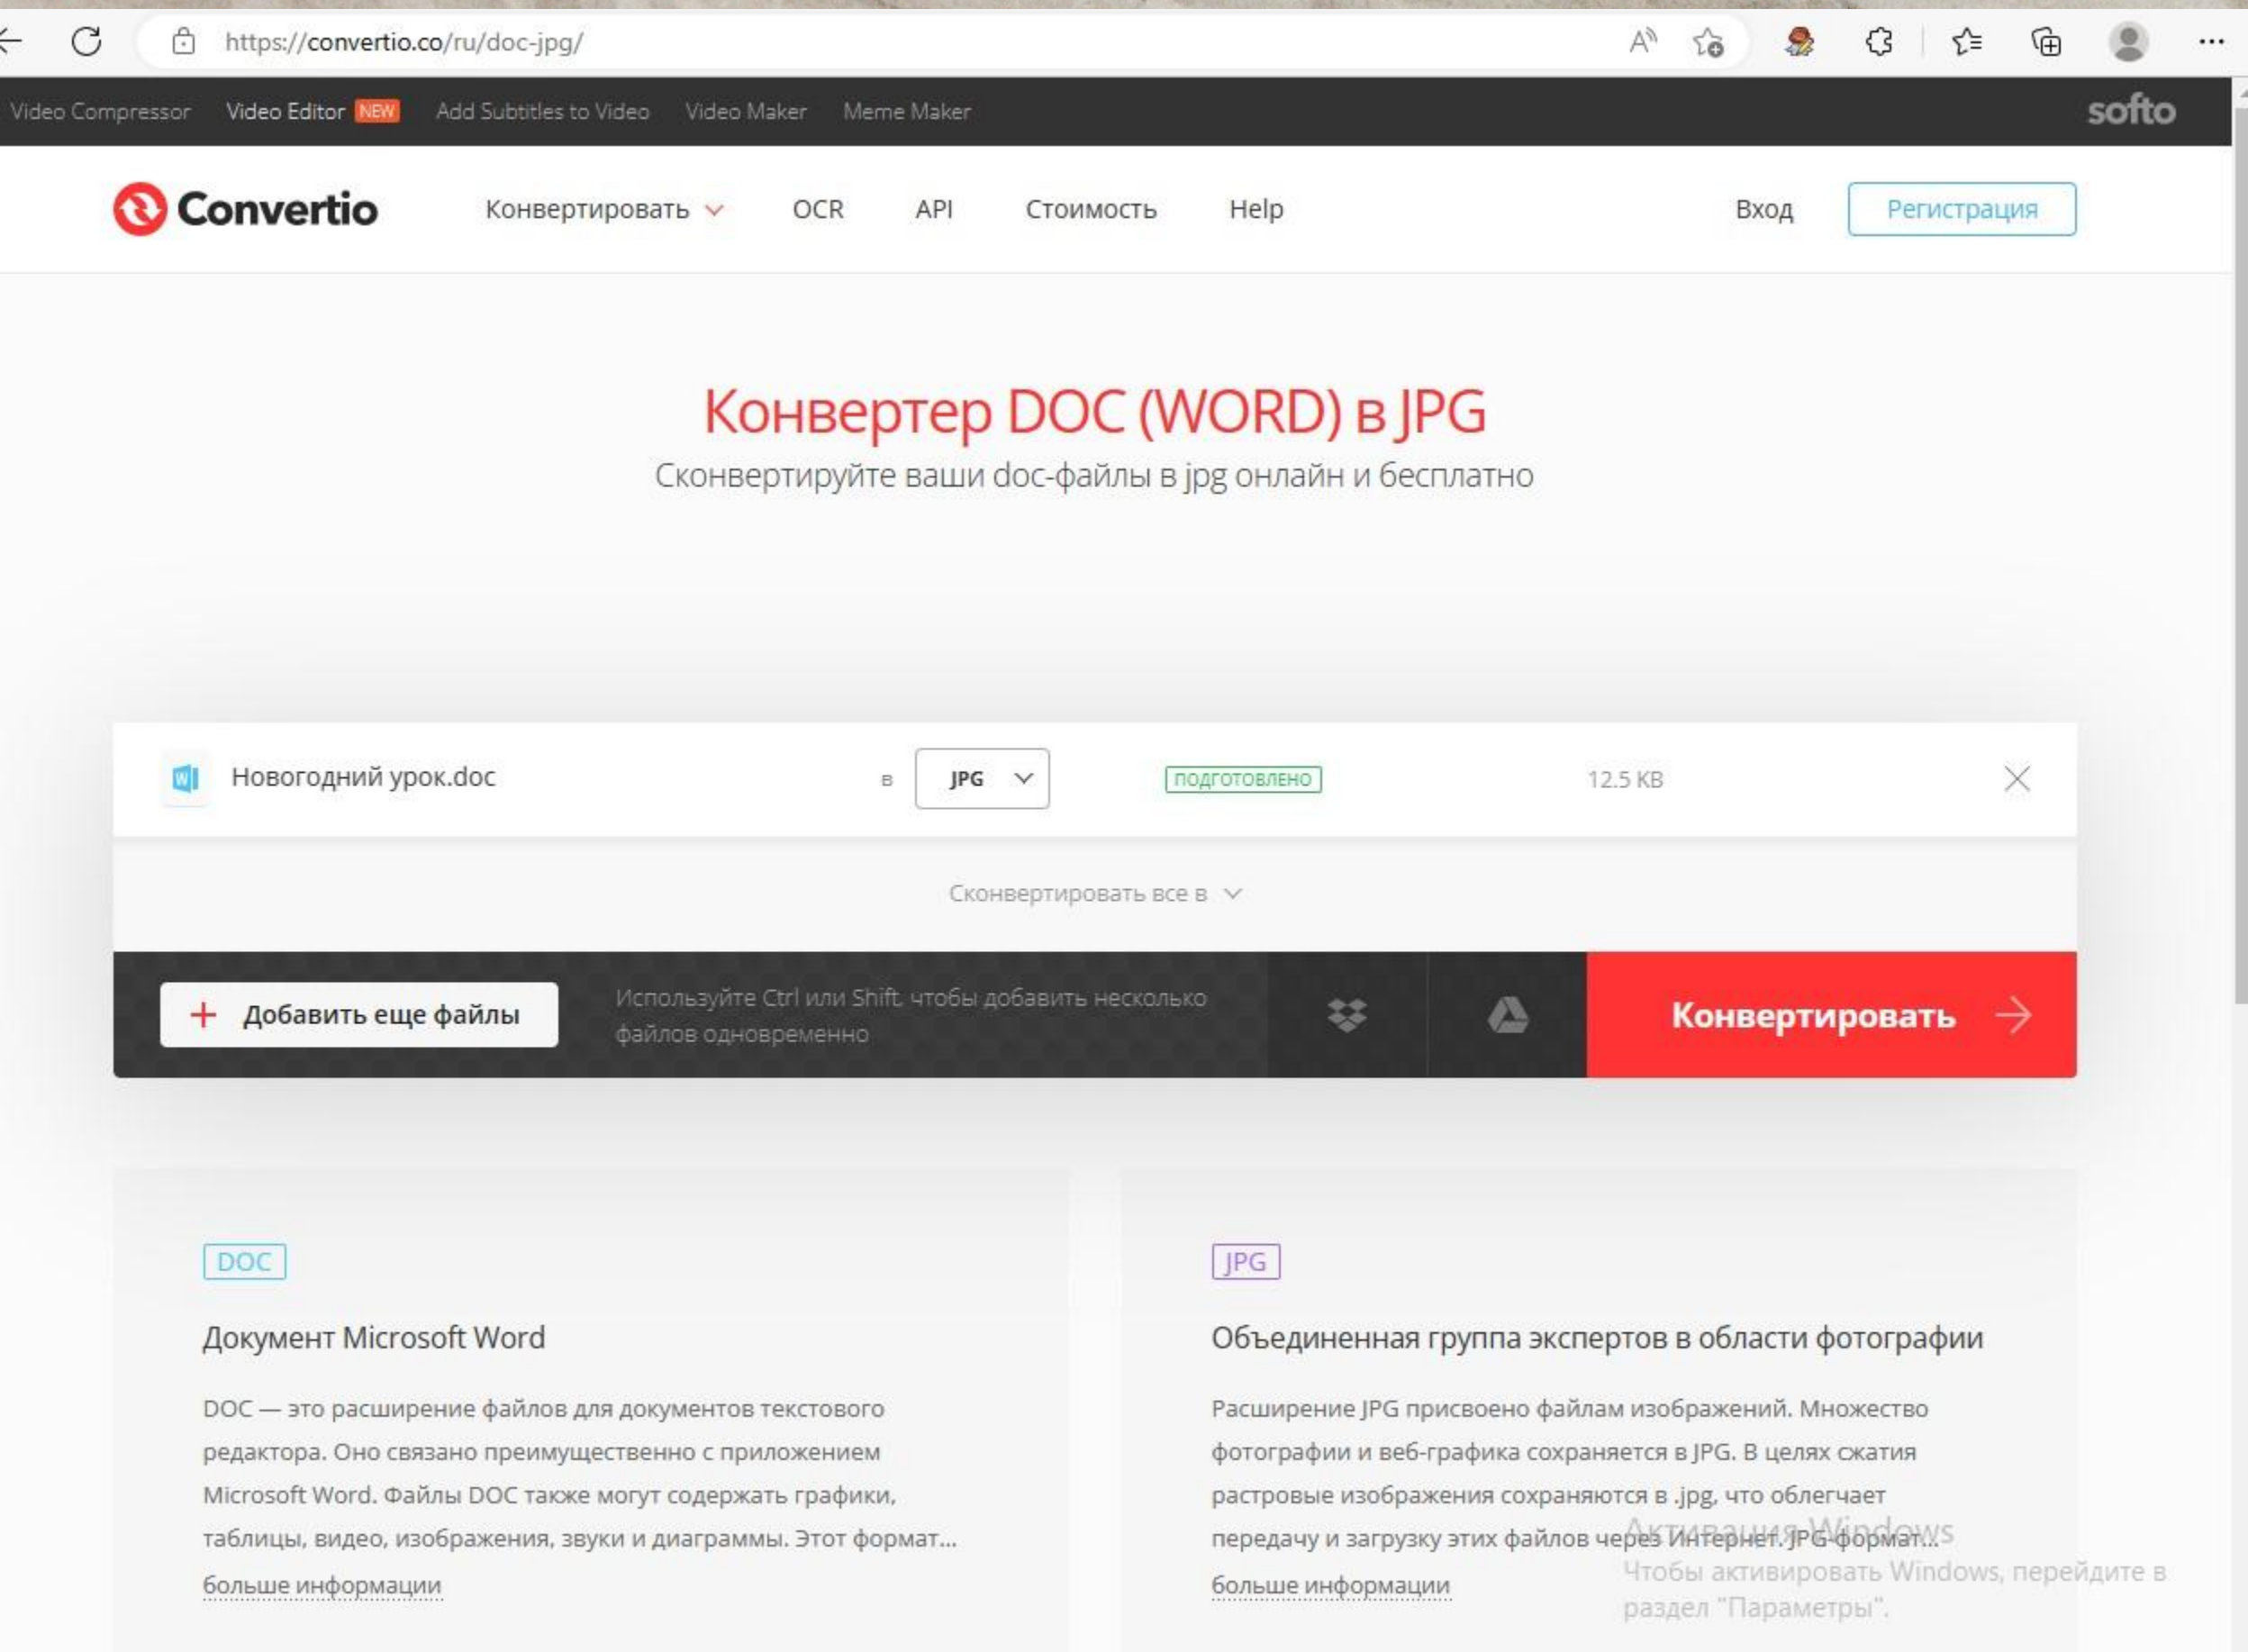 https://convertio.co/ru/doc-jpg/
Video Compressor Video Editor NEW Add Subtitles to Video Video Maker Meme Maker softo
Convertio Конвертировать OCR API Стоимость Help Вход Регистрация
Конвертер DOC (WORD) в JPG
Сконвертируйте ваши doc-файлы в jpg онлайн и бесплатно
Новогодний урок.doc в JPG ПОДГОТОВЛЕНО 12.5 KB
Сконвертировать все в
Добавить еще файлы
Используйте Ctrl или Shift, чтобы добавить несколько
файлов одновременно
Конвертировать
DOC
Документ Microsoft Word
DOC — это расширение файлов для документов текстового
редактора. Оно связано преимущественно с приложением
Microsoft Word. Файлы DOC также могут содержать графики,
таблицы, видео, изображения, звуки и диаграммы. Этот формат...
больше информации
JPG
Объединенная группа экспертов в области фотографии
Расширение JPG присвоено файлам изображений. Множество
фотографии и веб-графика сохраняется в JPG. В целях сжатия
растровые изображения сохраняются в .jpg, что облегчает
передачу и загрузку этих файлов через Интернет. JPG-формат...
больше информации
Активация Windows
Чтобы активировать Windows, перейдите в
раздел "Параметры".